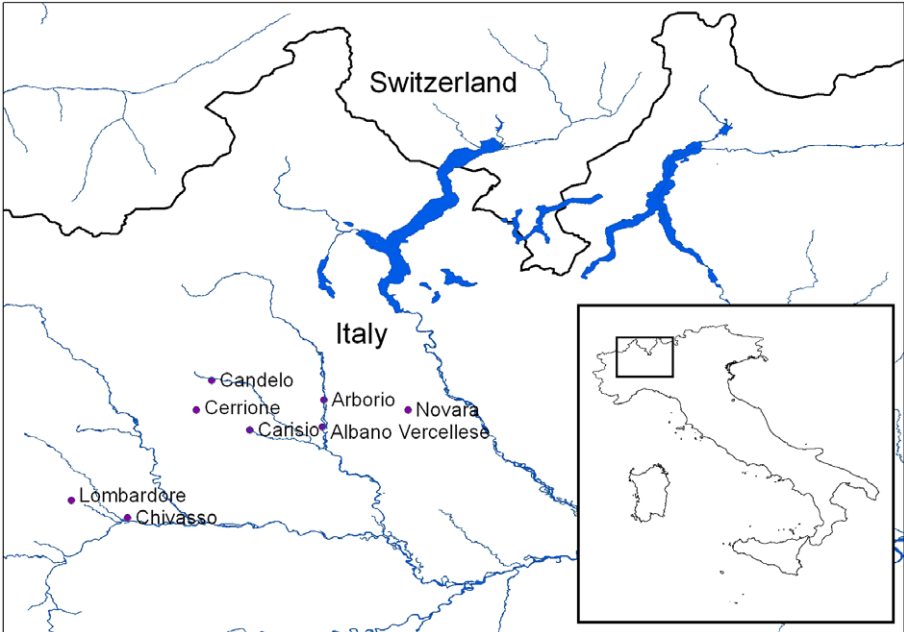 Switzerland
Italy
Candelo
Arborio
Cerrione
Novara
Carisio
Albano Vercellese
Lombardore
Chivasso